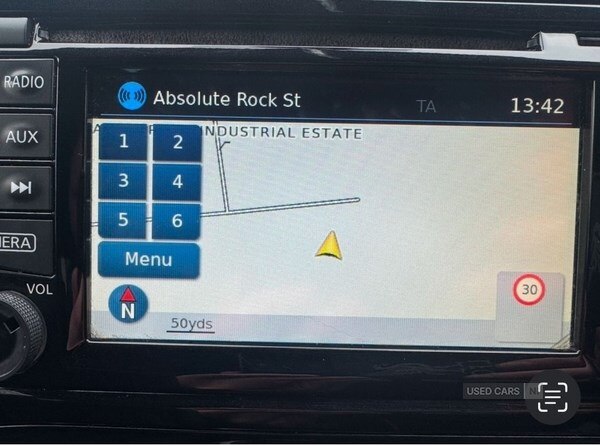 RADIO
Absolute Rock St
TA
13:42
INDUSTRIAL ESTATE
AUX
1 2
3 4
5 6
Menu
VOL
N
50yds
30
USED CARS